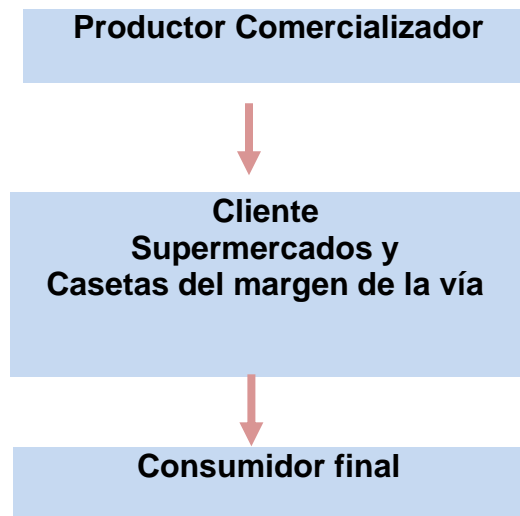 Productor Comercializador
Cliente
Supermercados y
Casetas del margen de la vía
Consumidor final